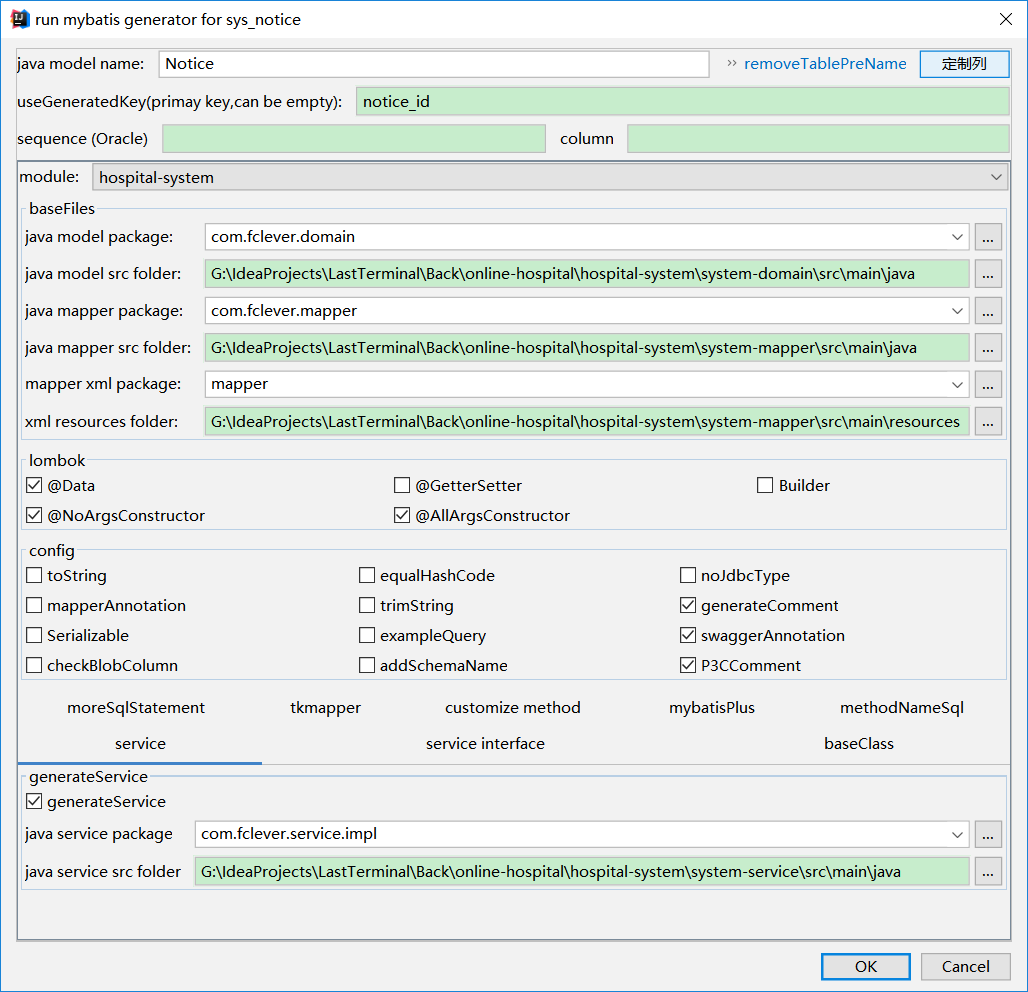 run mybatis generator for sys_notice
java model name: Notice >> removeTablePreName 定制列
useGeneratedKey(primay key,can be empty): notice_id
sequence (Oracle) column
module: hospital-system
baseFiles
java model package: com.fclever.domain ...
java model src folder: G:\IdeaProjects\LastTerminal\Back\online-hospital\hospital-system\system-domain\src\main\java ...
java mapper package: com.fclever.mapper ...
java mapper src folder: G:\IdeaProjects\LastTerminal\Back\online-hospital\hospital-system\system-mapper\src\main\java ...
mapper xml package: mapper ...
xml resources folder: G:\IdeaProjects\LastTerminal\Back\online-hospital\hospital-system\system-mapper\src\main\resources ...
lombok
@Data @GetterSetter Builder
@NoArgsConstructor @AllArgsConstructor
config
toString equalHashCode noJdbcType
mapperAnnotation trimString generateComment
Serializable exampleQuery swaggerAnnotation
checkBlobColumn addSchemaName P3CComment
moreSqlStatement tkmapper customize method mybatisPlus methodNameSql
service service interface baseClass
generateService
generateService
java service package com.fclever.service.impl ...
java service src folder G:\IdeaProjects\LastTerminal\Back\online-hospital\hospital-system\system-service\src\main\java ...
OK Cancel